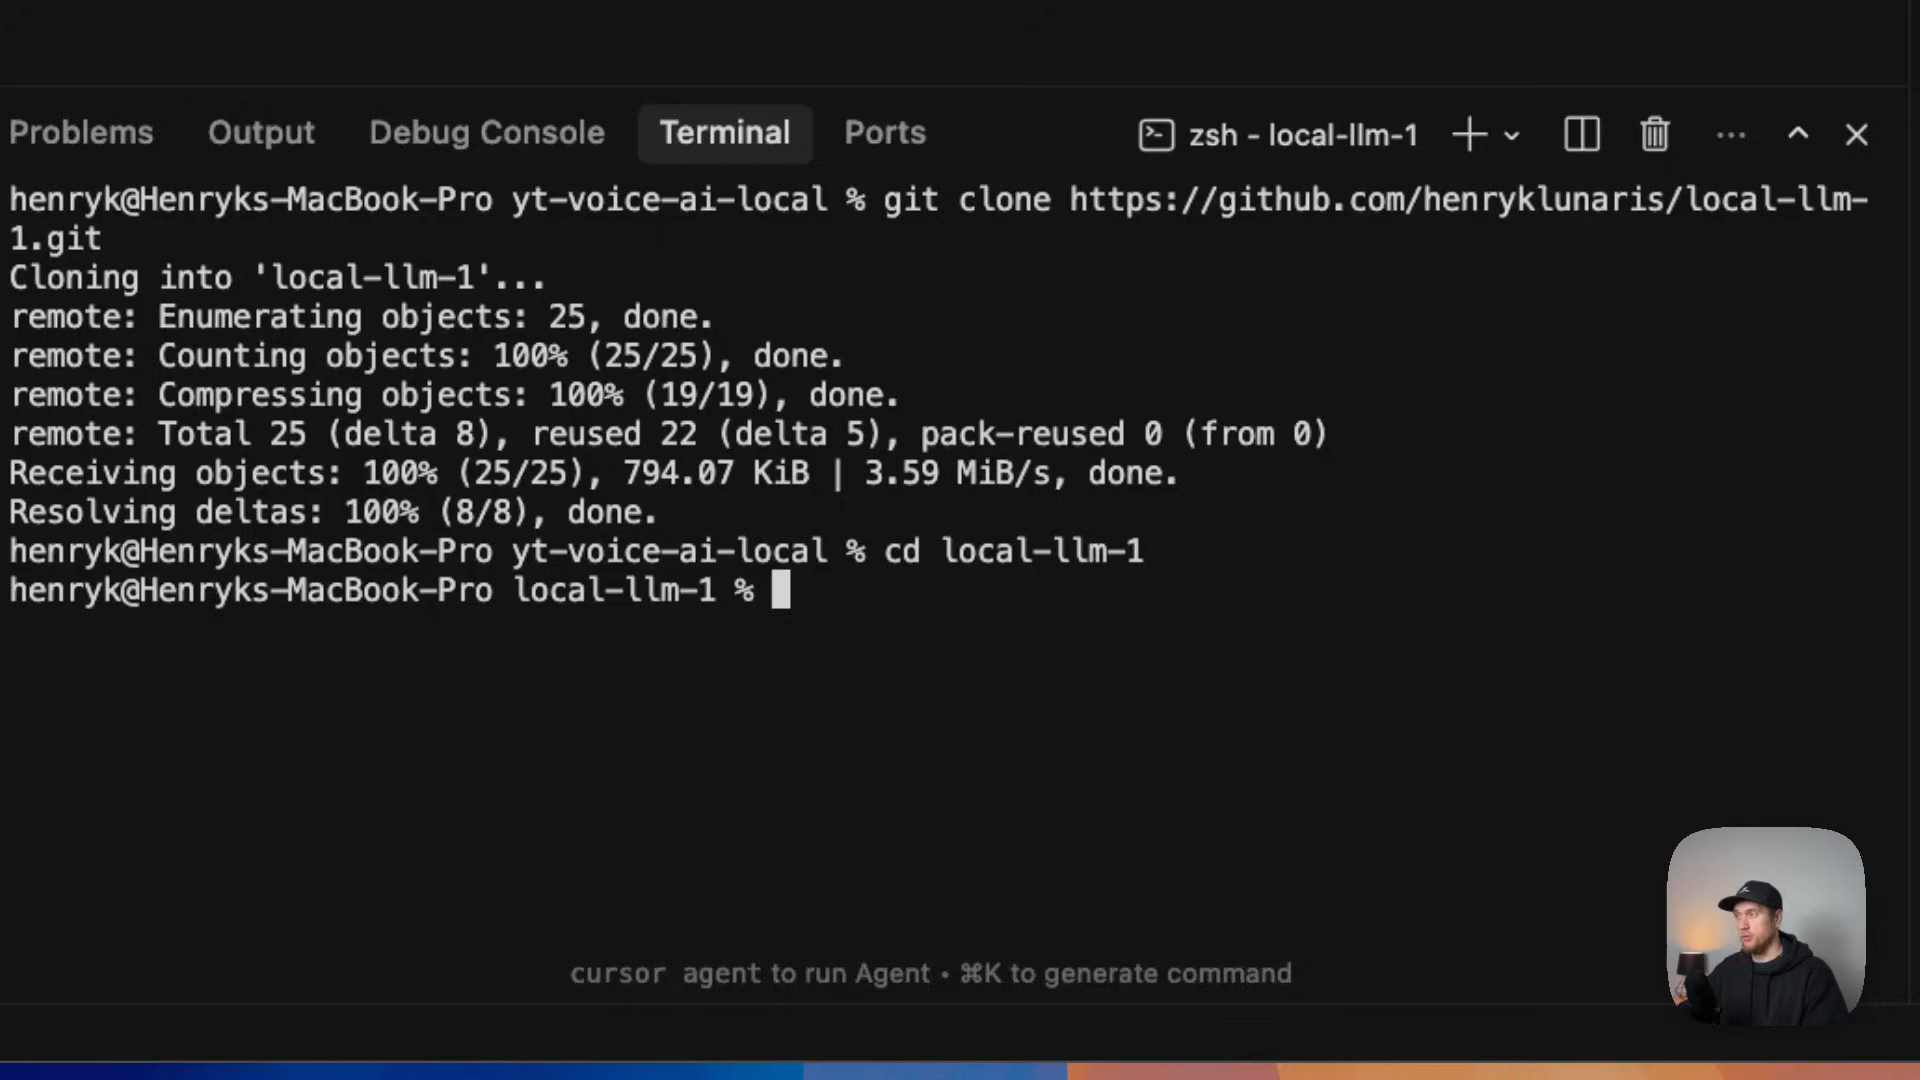 Problems Output Debug Console Terminal Ports zsh - local-llm-1
henryk@Henryks-MacBook-Pro yt-voice-ai-local % git clone https://github.com/henryklunaris/local-llm-
1.git
Cloning into 'local-llm-1'...
remote: Enumerating objects: 25, done.
remote: Counting objects: 100% (25/25), done.
remote: Compressing objects: 100% (19/19), done.
remote: Total 25 (delta 8), reused 22 (delta 5), pack-reused 0 (from 0)
Receiving objects: 100% (25/25), 794.07 KiB | 3.59 MiB/s, done.
Resolving deltas: 100% (8/8), done.
henryk@Henryks-MacBook-Pro yt-voice-ai-local % cd local-llm-1
henryk@Henryks-MacBook-Pro local-llm-1 %
cursor agent to run Agent • ⌘K to generate command